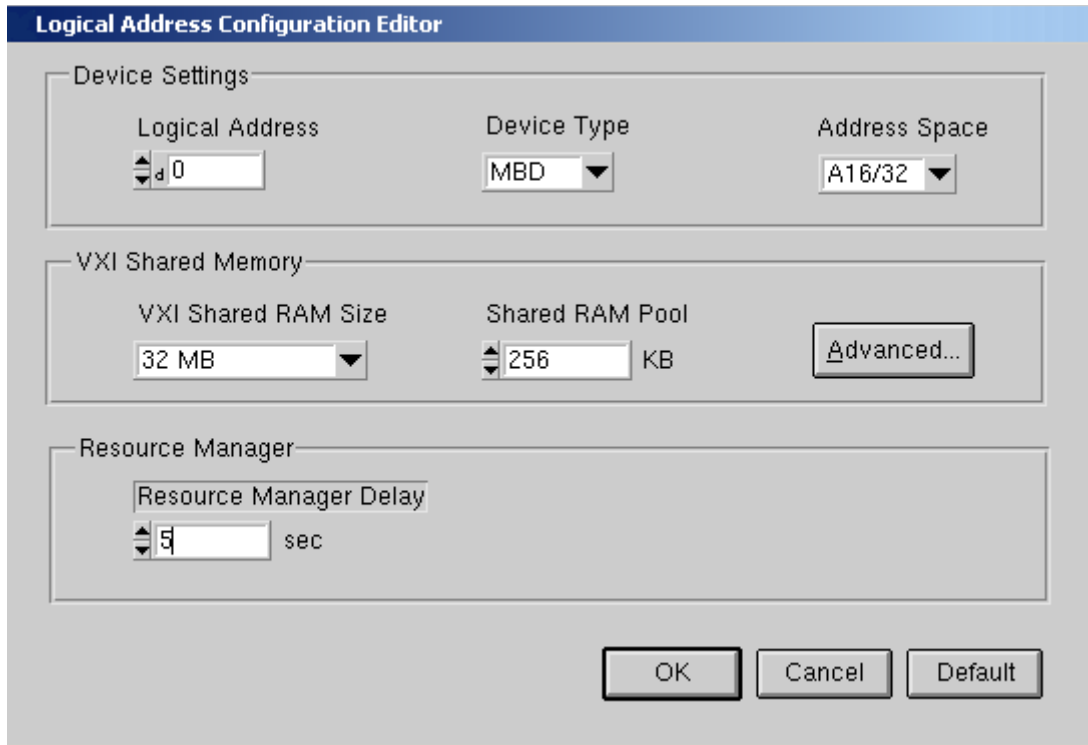 Logical Address Configuration Editor
Device Settings
Logical Address Device Type Address Space
d 0 MBD A16/32
VXI Shared Memory
VXI Shared RAM Size Shared RAM Pool
32 MB 256 KB Advanced...
Resource Manager
Resource Manager Delay
5 sec
OK Cancel Default